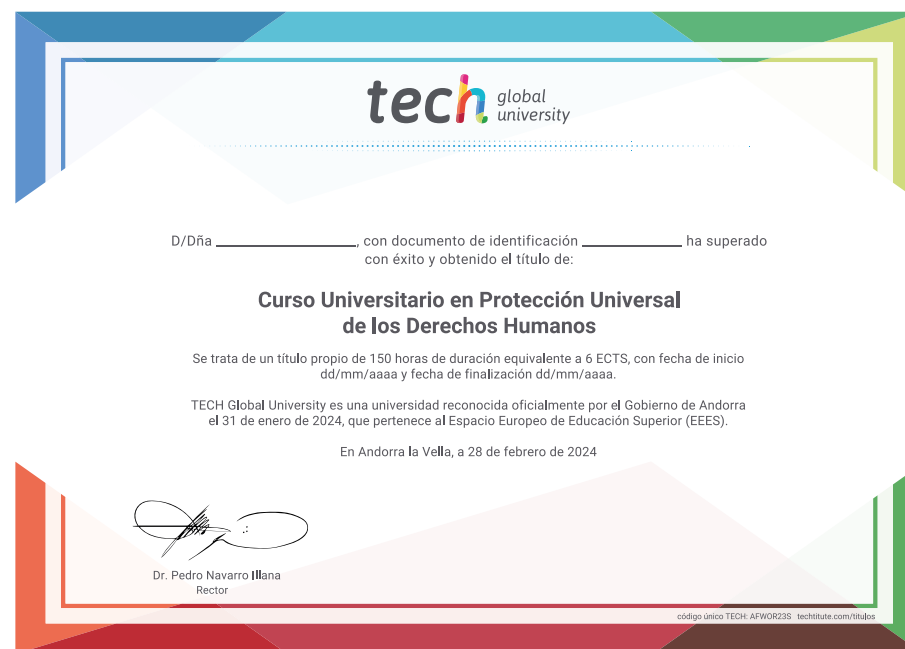 tech global
university
D/Dña ____________________, con documento de identificación ______________ ha superado
con éxito y obtenido el título de:
Curso Universitario en Protección Universal
de los Derechos Humanos
Se trata de un título propio de 150 horas de duración equivalente a 6 ECTS, con fecha de inicio
dd/mm/aaaa y fecha de finalización dd/mm/aaaa.
TECH Global University es una universidad reconocida oficialmente por el Gobierno de Andorra
el 31 de enero de 2024, que pertenece al Espacio Europeo de Educación Superior (EEES).
En Andorra la Vella, a 28 de febrero de 2024
Dr. Pedro Navarro Illana
Rector
código único TECH: AFWOR23S techtitute.com/titulos